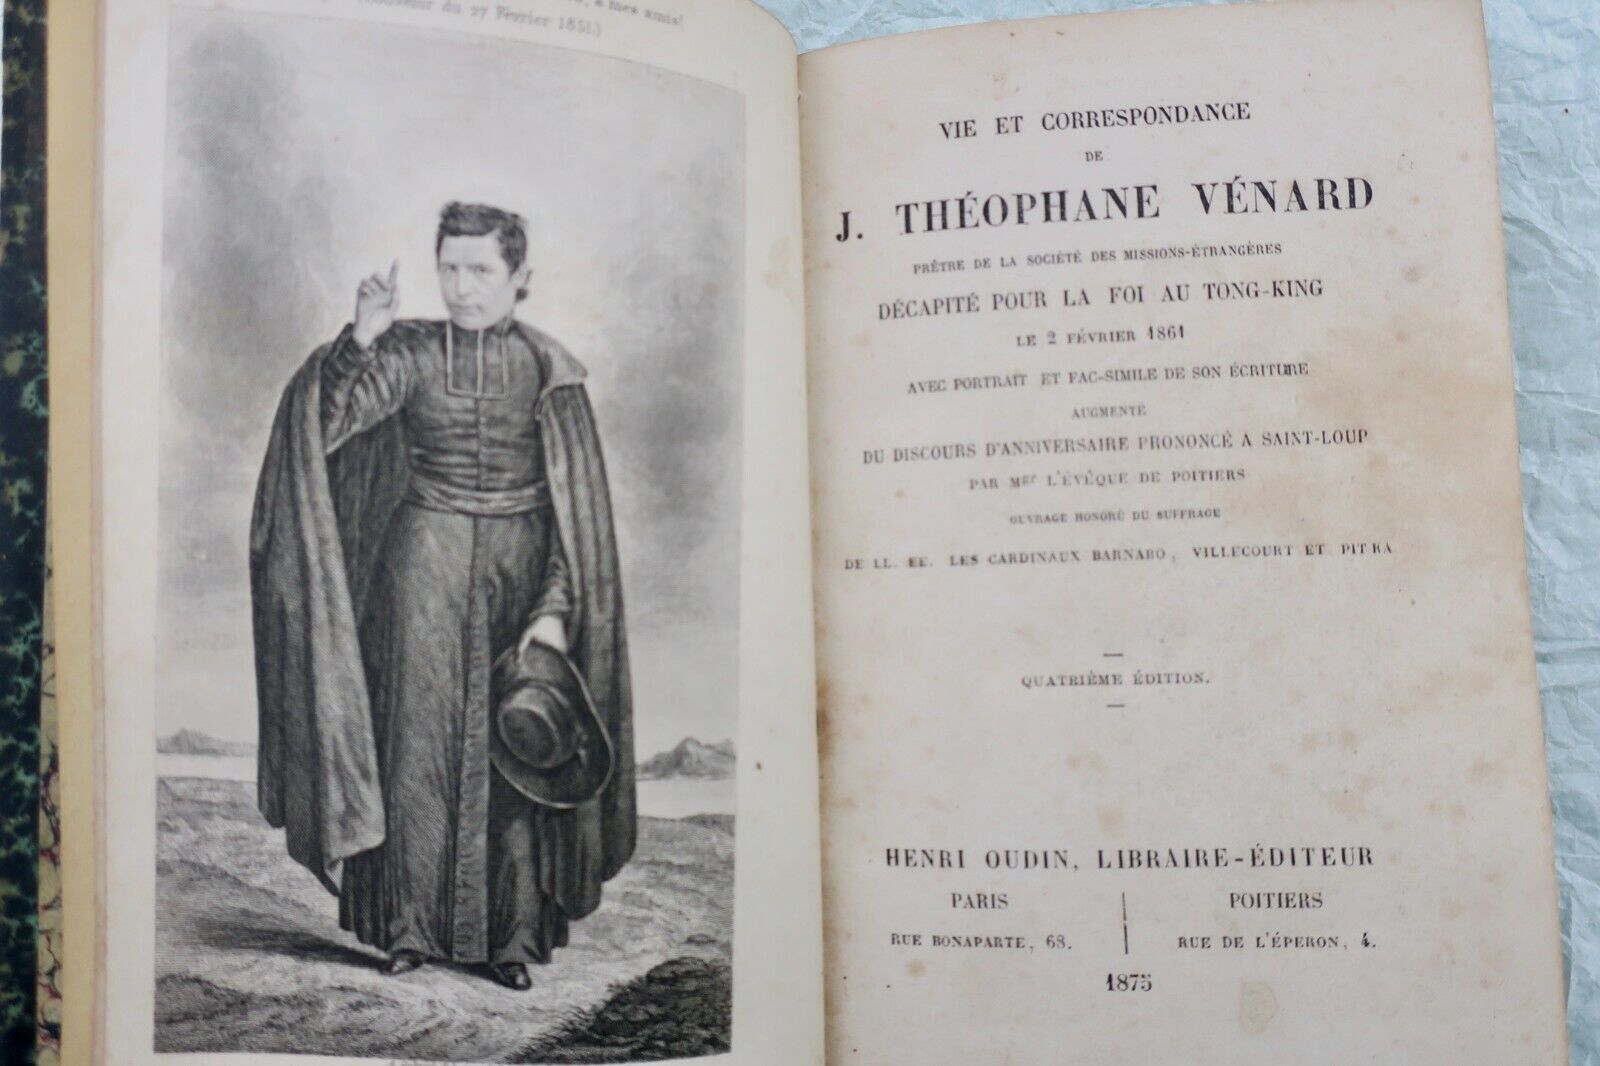 , à mes amis!
du 27 Février 1851.)
VIE ET CORRESPONDANCE
DE
J. THÉOPHANE VÉNARD
PRÊTRE DE LA SOCIÉTÉ DES MISSIONS-ÉTRANGÈRES
DÉCAPITÉ POUR LA FOI AU TONG-KING
LE 2 FÉVRIER 1861
AVEC PORTRAIT ET FAC-SIMILE DE SON ÉCRITURE
AUGMENTÉ
DU DISCOURS D'ANNIVERSAIRE PRONONCÉ A SAINT-LOUP
PAR Mgr L'ÉVÊQUE DE POITIERS
OUVRAGE HONORÉ DU SUFFRAGE
DE LL. EE. LES CARDINAUX BARNABO, VILLECOURT ET PITRA
QUATRIÈME ÉDITION.
HENRI OUDIN, LIBRAIRE-ÉDITEUR
PARIS
RUE BONAPARTE, 68.
POITIERS
RUE DE L'ÉPERON, 4.
1875